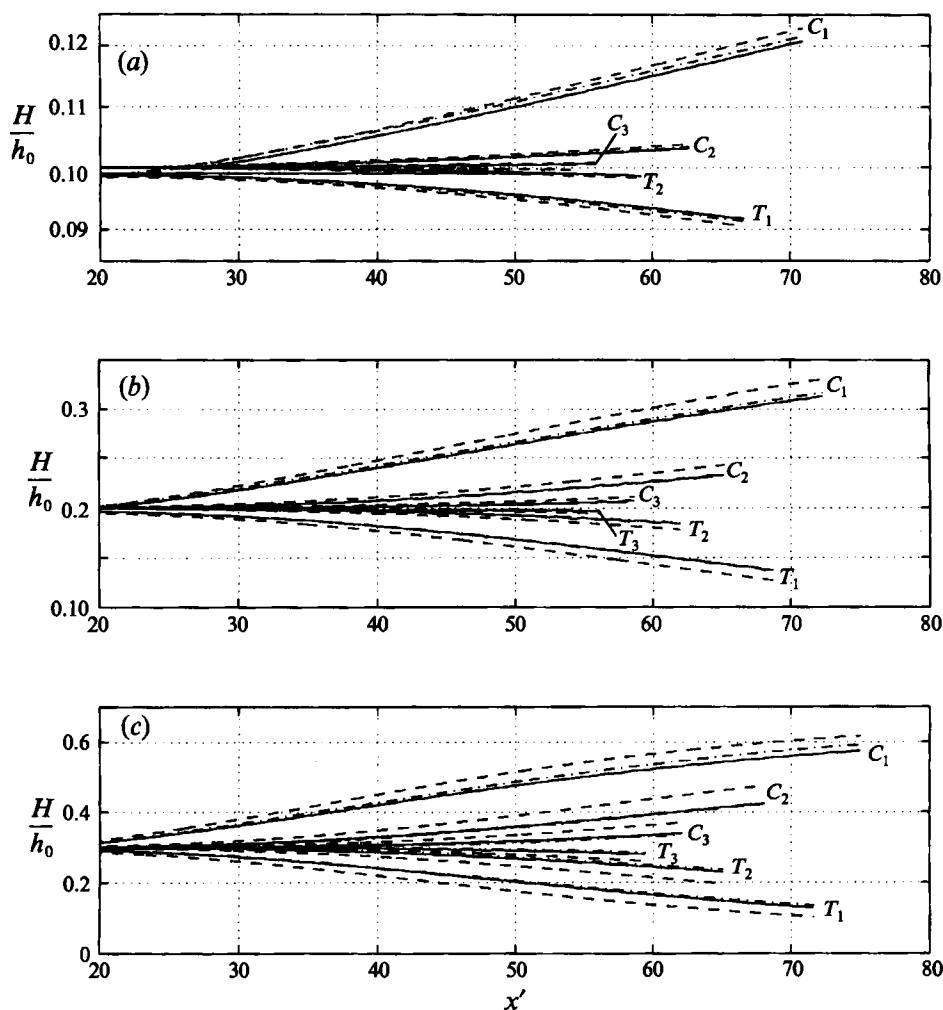 (a)
H/h₀
0.12
0.11
0.10
0.09
C₁
C₃
C₂
T₂
T₁
20 30 40 50 60 70 80
(b)
H/h₀
0.3
0.2
0.10
C₁
C₂
C₃
T₃
T₂
T₁
20 30 40 50 60 70 80
(c)
H/h₀
0.6
0.4
0.2
0
C₁
C₂
C₃
T₃
T₂
T₁
20 30 40 50 60 70 80
x′